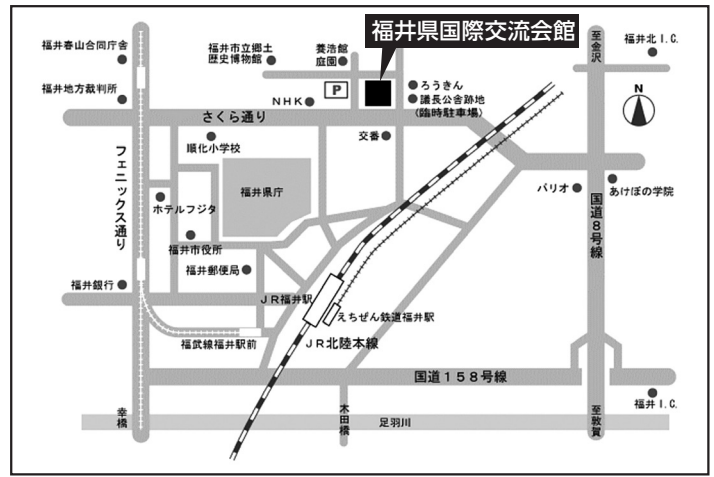 福井県国際交流会館
福井春山合同庁舎
福井市立郷土
歴史博物館
養浩館
庭園
至金沢
福井北I.C.
福井地方裁判所
NHK
P
ろうきん
議長公舎跡地
(臨時駐車場)
N
さくら通り
順化小学校
交番
フェニックス通り
福井県庁
パリオ
あけぼの学院
ホテルフジタ
国道8号線
福井市役所
福井郵便局
福井銀行
JR福井駅
えちぜん鉄道福井駅
福武線福井駅前
JR北陸本線
国道158号線
幸橋
木田橋
足羽川
至敦賀
福井I.C.